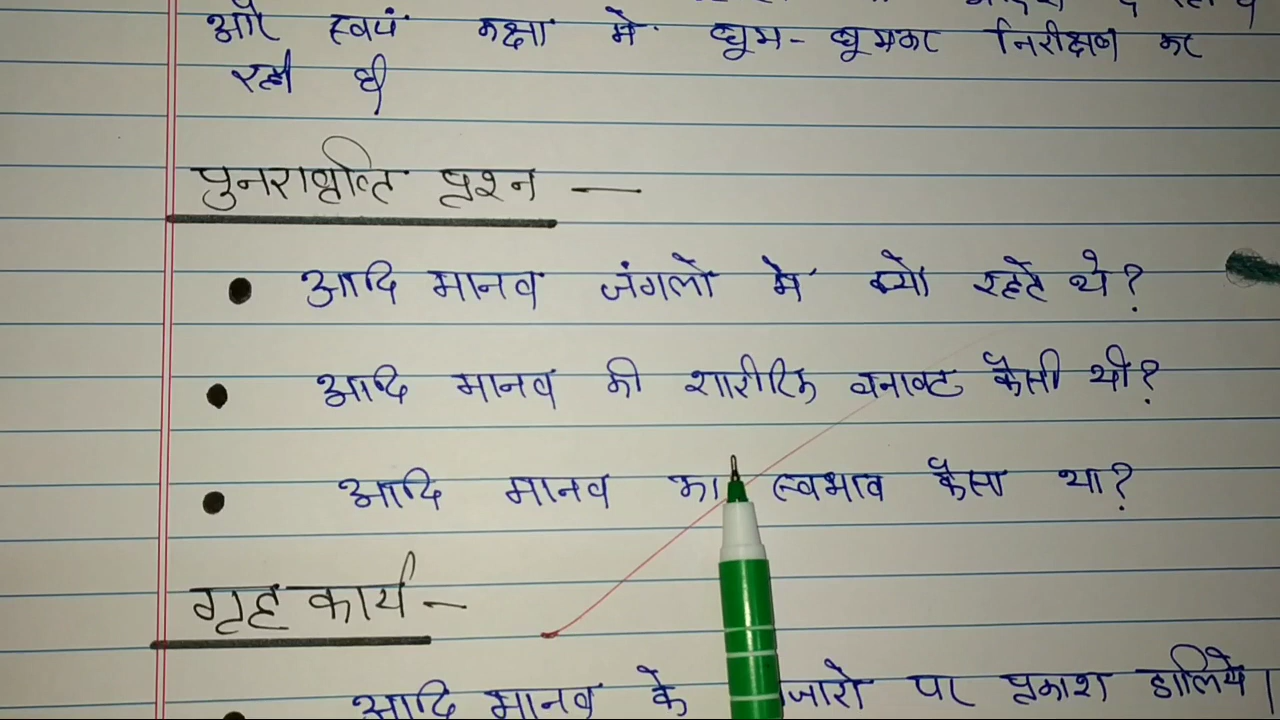 और स्वयं कक्षा में घूम-घूमकर निरीक्षण कर
रही थी
पुनरावृत्ति प्रश्न —
• आदि मानव जंगलो में क्यों रहते थे?
• आदि मानव की शारीरिक बनावट कैसी थी?
• आदि मानव का स्वभाव कैसा था?
गृह कार्य —
• आदि मानव के पर प्रकाश डालिये।